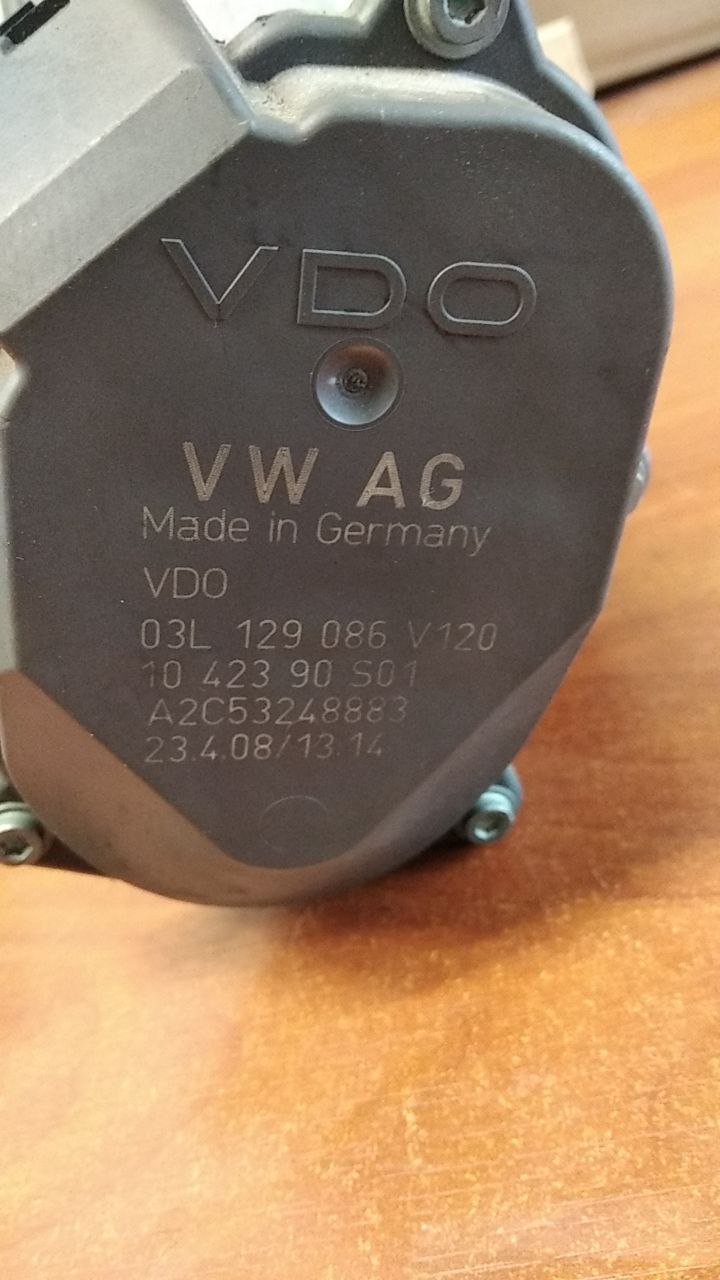 VDO
VW AG
Made in Germany
VDO
03L 129 086 V120
10 423 90 S01
A2C53248883
23.4.08/13.14